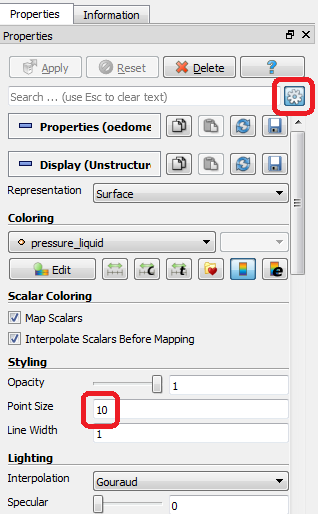 Properties Information
Properties
Apply Reset Delete ?
Search ... (use Esc to clear text)
Properties (oedome
Display (Unstructure
Representation Surface
Coloring
pressure_liquid
Edit c t e
Scalar Coloring
Map Scalars
Interpolate Scalars Before Mapping
Styling
Opacity 1
Point Size 10
Line Width 1
Lighting
Interpolation Gouraud
Specular 0